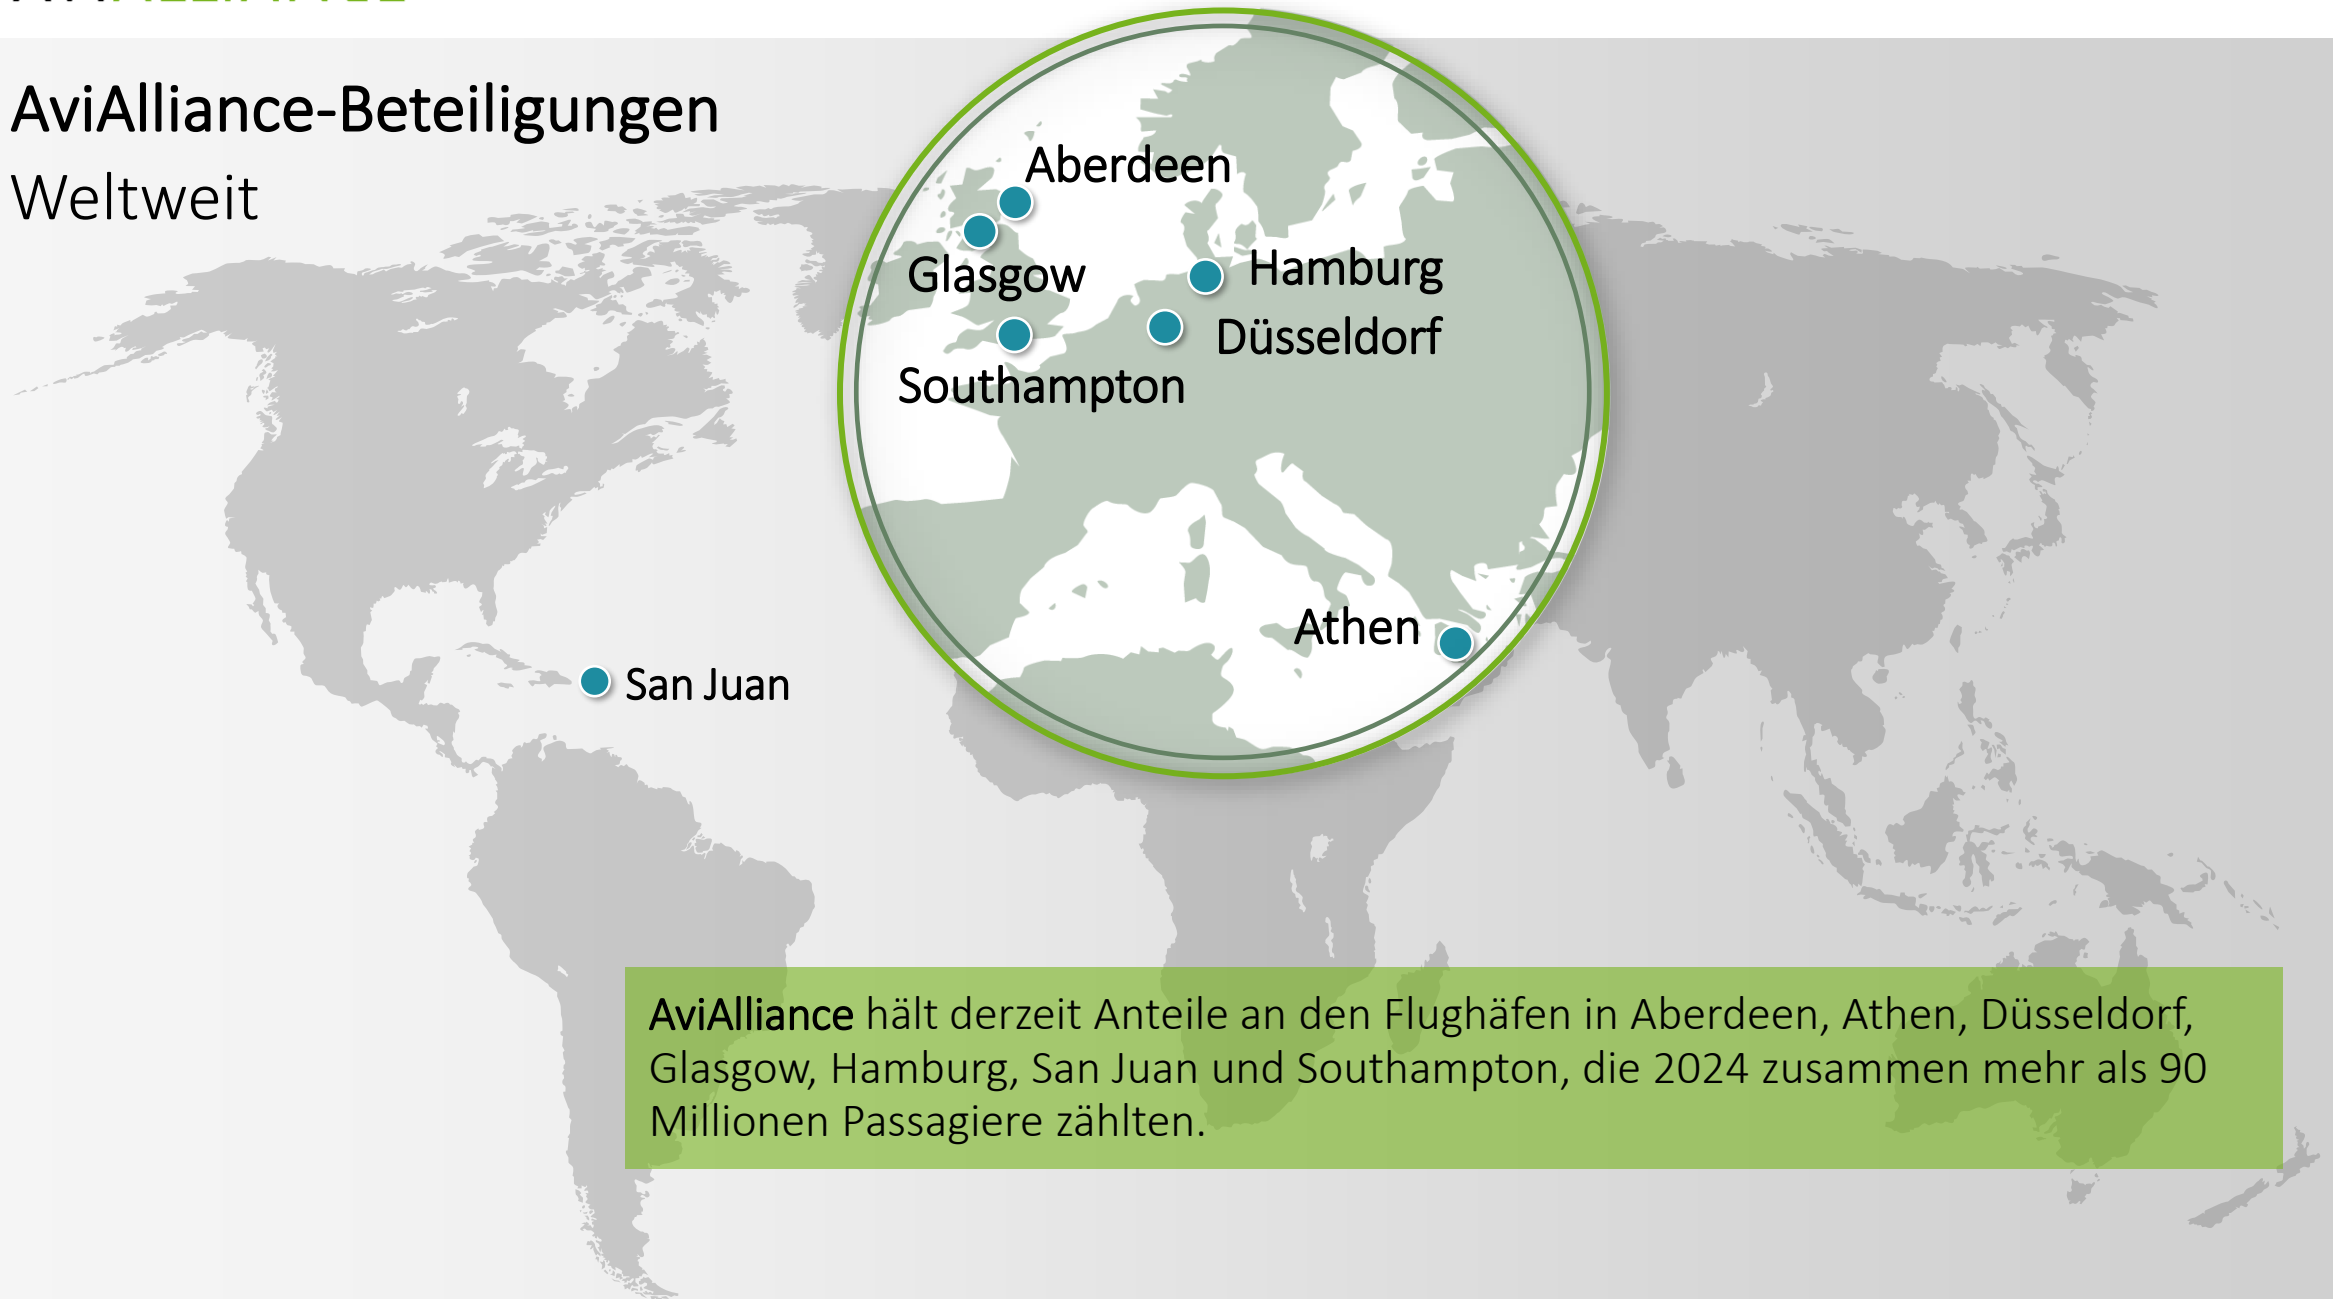 AviAlliance-Beteiligungen
Weltweit
Aberdeen
Glasgow
Hamburg
Düsseldorf
Southampton
Athen
San Juan
AviAlliance hält derzeit Anteile an den Flughäfen in Aberdeen, Athen, Düsseldorf,
Glasgow, Hamburg, San Juan und Southampton, die 2024 zusammen mehr als 90
Millionen Passagiere zählten.